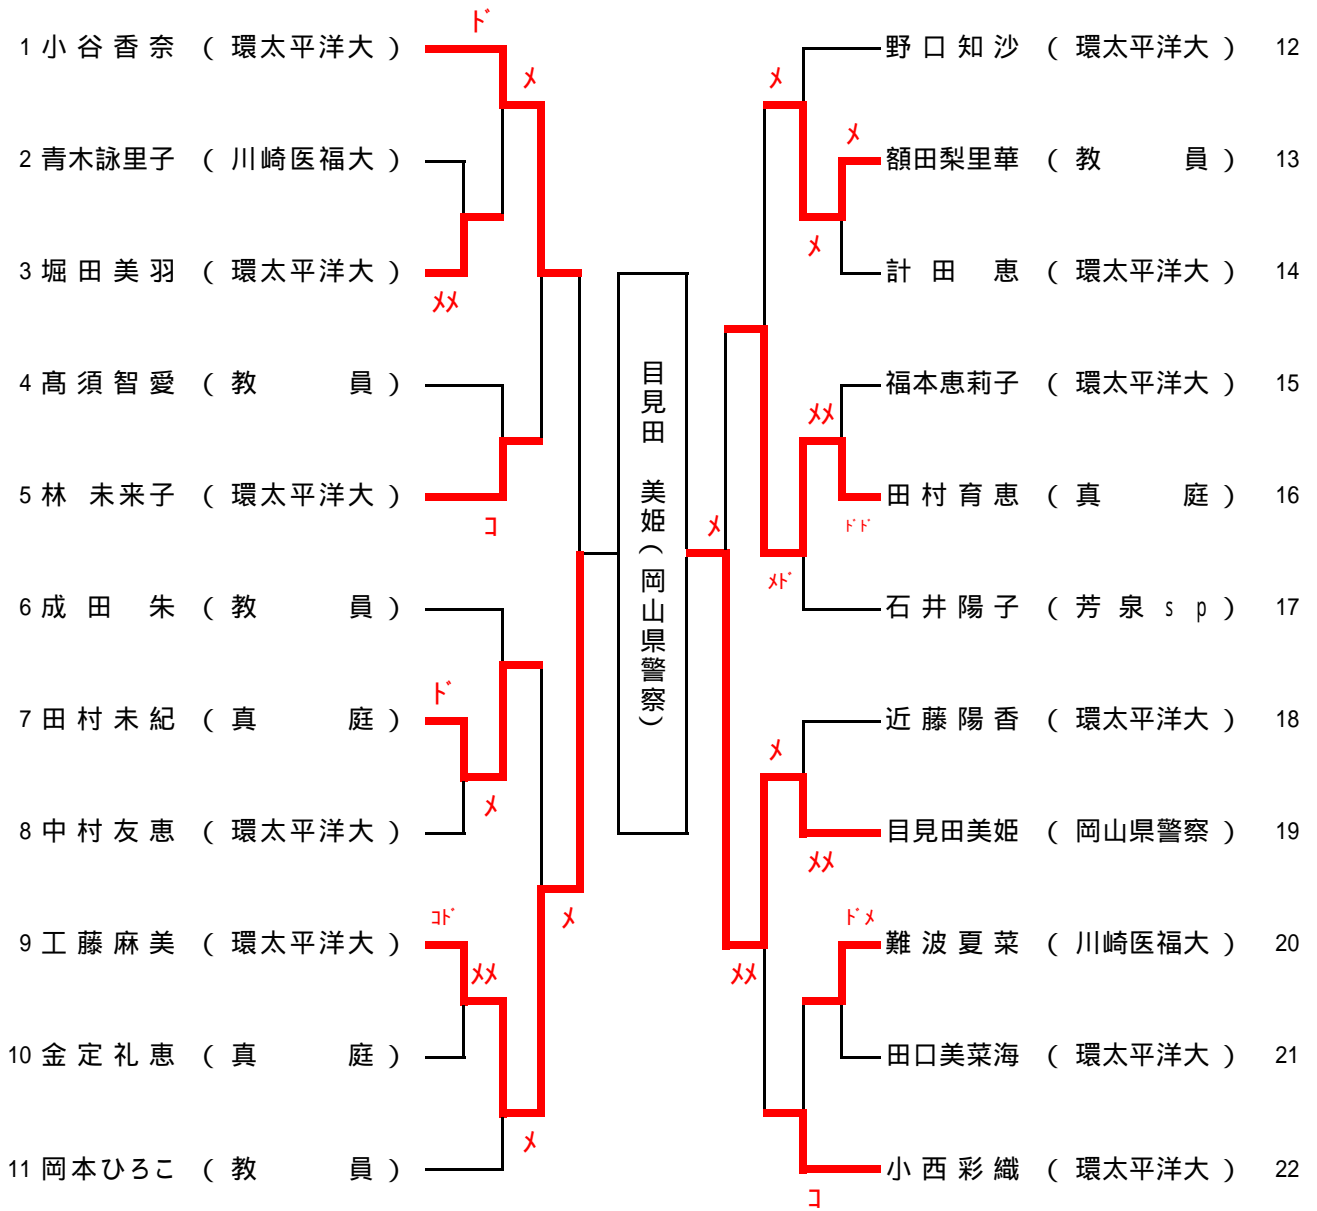 ド
1 小谷香奈 ( 環太平洋大 )
メ
2 青木詠里子 ( 川崎医福大 )
3 堀田美羽 ( 環太平洋大 )
メメ
4 髙須智愛 ( 教 員 )
5 林 未来子 ( 環太平洋大 )
コ
6 成田 朱 ( 教 員 )
ド
7 田村未紀 ( 真 庭 )
メ
8 中村友恵 ( 環太平洋大 )
コド
メ
9 工藤麻美 ( 環太平洋大 )
メメ
10 金定礼恵 ( 真 庭 )
メ
11 岡本ひろこ ( 教 員 )
目見田 美姫(岡山県警察)
メ
野口知沙 ( 環太平洋大 ) 12
メ
メ
額田梨里華 ( 教 員 ) 13
メ
計田 恵 ( 環太平洋大 ) 14
福本恵莉子 ( 環太平洋大 ) 15
メメ
田村育恵 ( 真 庭 ) 16
ドド
メド
石井陽子 ( 芳泉sp ) 17
近藤陽香 ( 環太平洋大 ) 18
メ
目見田美姫 ( 岡山県警察 ) 19
メメ
ドメ
難波夏菜 ( 川崎医福大 ) 20
メメ
田口美菜海 ( 環太平洋大 ) 21
小西彩織 ( 環太平洋大 ) 22
コ